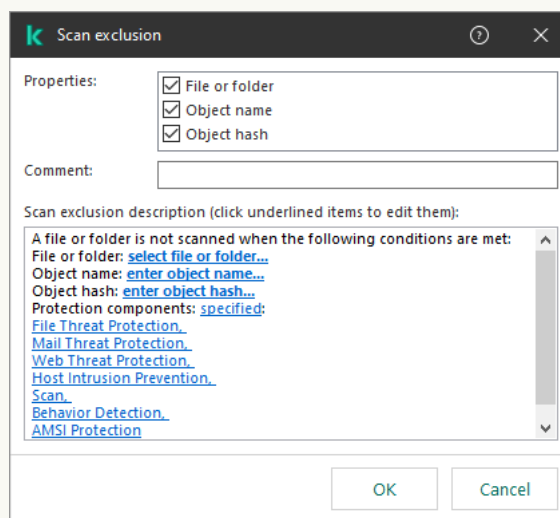 Scan exclusion
Properties:
File or folder
Object name
Object hash
Comment:
Scan exclusion description (click underlined items to edit them):
A file or folder is not scanned when the following conditions are met:
File or folder: select file or folder...
Object name: enter object name...
Object hash: enter object hash...
Protection components: specified:
File Threat Protection,
Mail Threat Protection,
Web Threat Protection,
Host Intrusion Prevention,
Scan,
Behavior Detection,
AMSI Protection
OK
Cancel